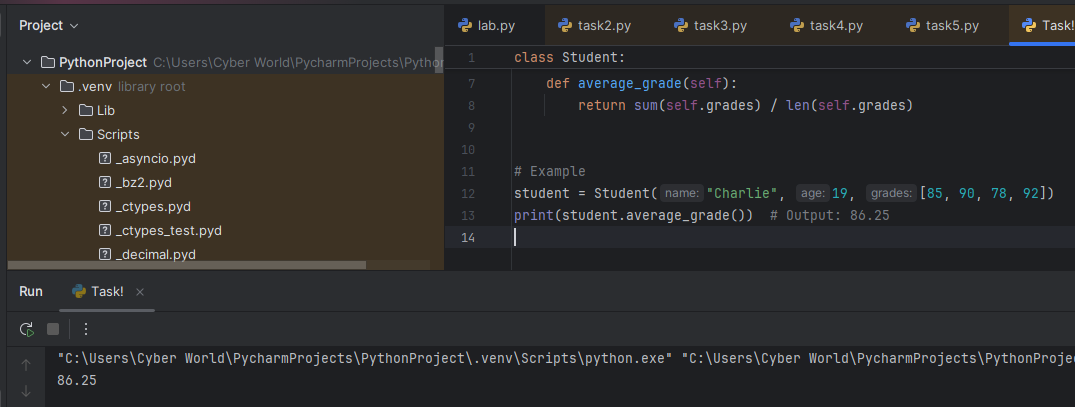 Project
PythonProject C:\Users\Cyber World\PycharmProjects\Python
.venv library root
Lib
Scripts
_asyncio.pyd
_bz2.pyd
_ctypes.pyd
_ctypes_test.pyd
_decimal.pyd
lab.py task2.py task3.py task4.py task5.py Task!
1 class Student:
7 def average_grade(self):
8 return sum(self.grades) / len(self.grades)
9
10
11 # Example
12 student = Student( name: "Charlie", age: 19, grades: [85, 90, 78, 92])
13 print(student.average_grade()) # Output: 86.25
14
Run Task!
"C:\Users\Cyber World\PycharmProjects\PythonProject\.venv\Scripts\python.exe" "C:\Users\Cyber World\PycharmProjects\PythonProje
86.25